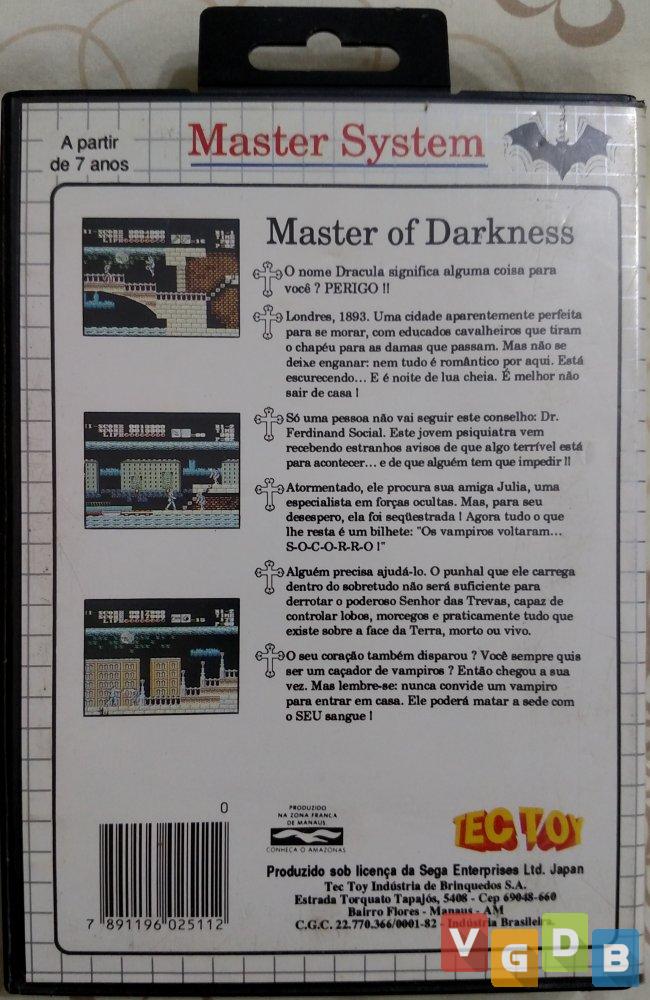 A partir
de 7 anos
Master System
Master of Darkness
O nome Dracula significa alguma coisa para
você ? PERIGO !!
Londres, 1893. Uma cidade aparentemente perfeita
para se morar, com educados cavalheiros que tiram
o chapéu para as damas que passam. Mas não se
deixe enganar: nem tudo é romântico por aqui. Está
escurecendo... E é noite de lua cheia. É melhor não
sair de casa !
Só uma pessoa não vai seguir este conselho: Dr.
Ferdinand Social. Este jovem psiquiatra vem
recebendo estranhos avisos de que algo terrível está
para acontecer... e de que alguém tem que impedir !!
Atormentado, ele procura sua amiga Julia, uma
especialista em forças ocultas. Mas, para seu
desespero, ela foi seqüestrada ! Agora tudo o que
lhe resta é um bilhete: "Os vampiros voltaram...
S-O-C-O-R-R-O !"
Alguém precisa ajudá-lo. O punhal que ele carrega
dentro do sobretudo não será suficiente para
derrotar o poderoso Senhor das Trevas, capaz de
controlar lobos, morcegos e praticamente tudo que
existe sobre a face da Terra, morto ou vivo.
O seu coração também disparou ? Você sempre quis
ser um caçador de vampiros ? Então chegou a sua
vez. Mas lembre-se: nunca convide um vampiro
para entrar em casa. Ele poderá matar a sede com
o SEU sangue !
0
7 891196 025112
PRODUZIDO
NA ZONA FRANCA
DE MANAUS
CONHEÇA O AMAZONAS
TEC TOY
Produzido sob licença da Sega Enterprises Ltd. Japan
Tec Toy Indústria de Brinquedos S.A.
Estrada Torquato Tapajós, 5408 - Cep 69048-660
Bairro Flores - Manaus - AM
C.G.C. 22.770.366/0001-82 - Indústria Brasileira.
VGDB